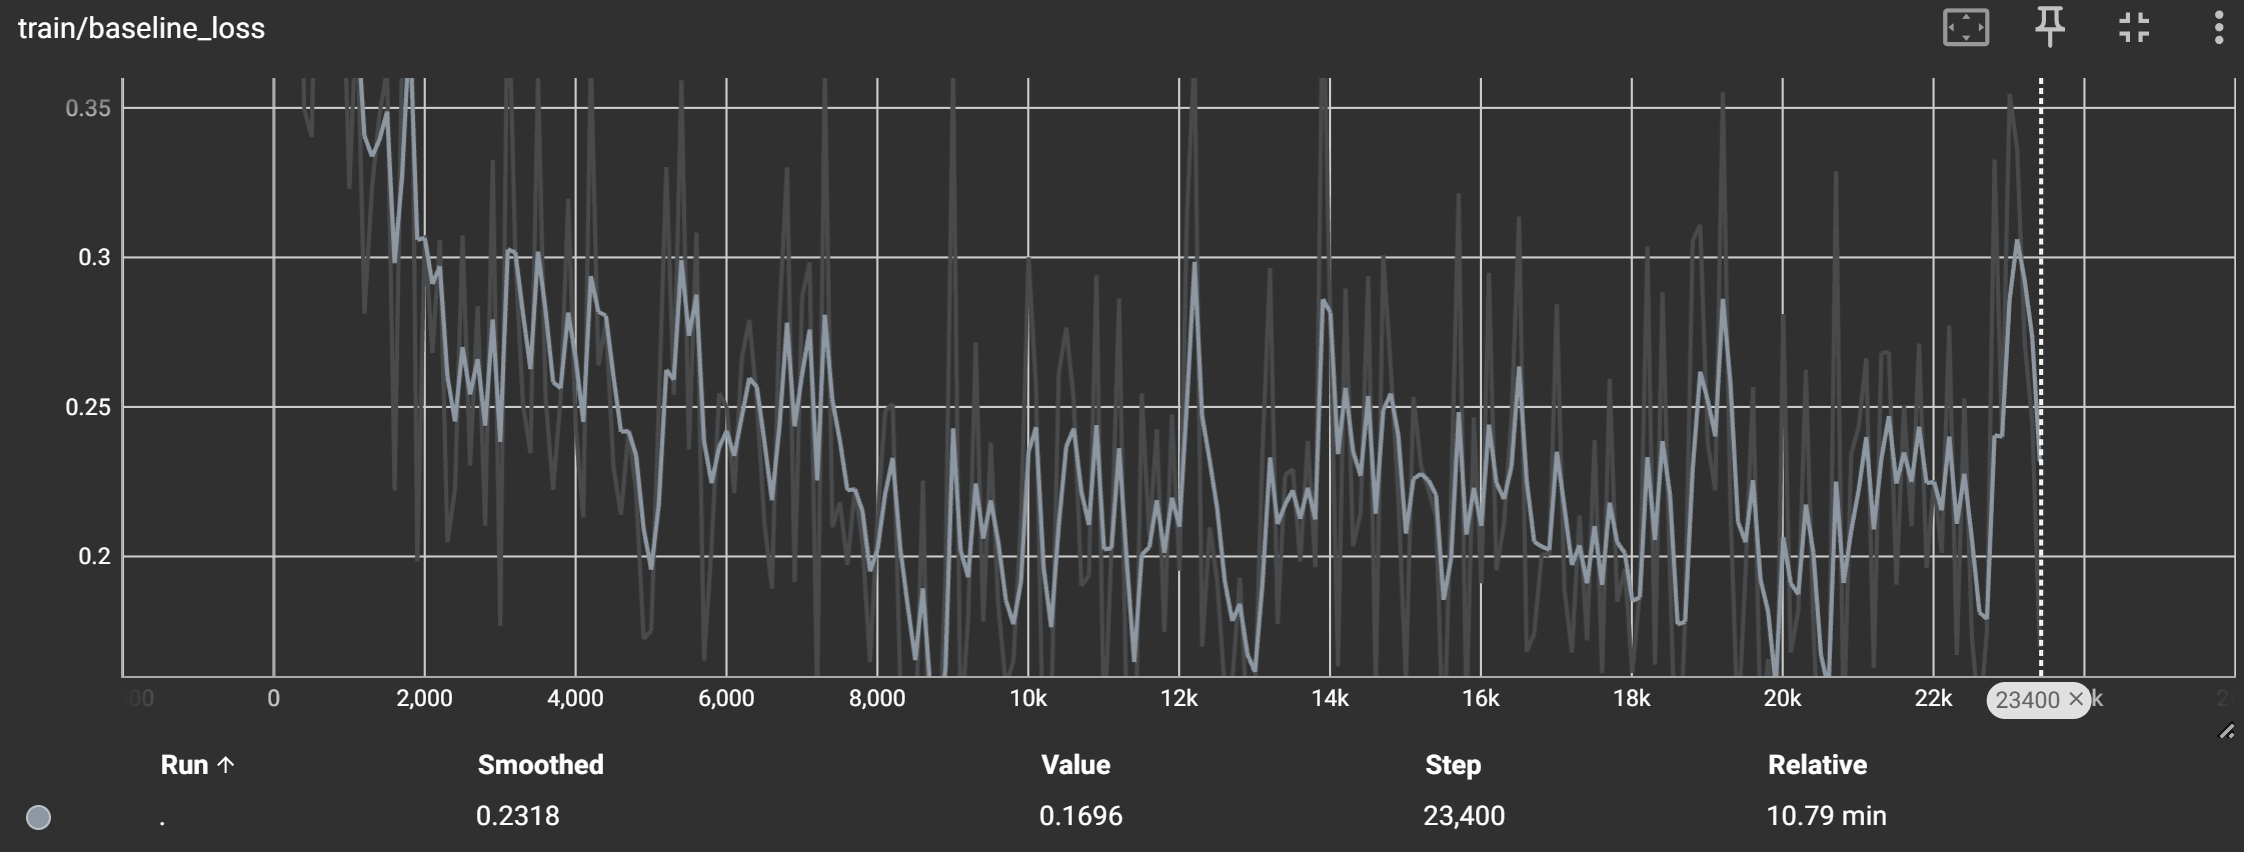 train/baseline_loss
0.35
0.3
0.25
0.2
0 2,000 4,000 6,000 8,000 10k 12k 14k 16k 18k 20k 22k 23400 × k
Run ↑ Smoothed Value Step Relative
. 0.2318 0.1696 23,400 10.79 min